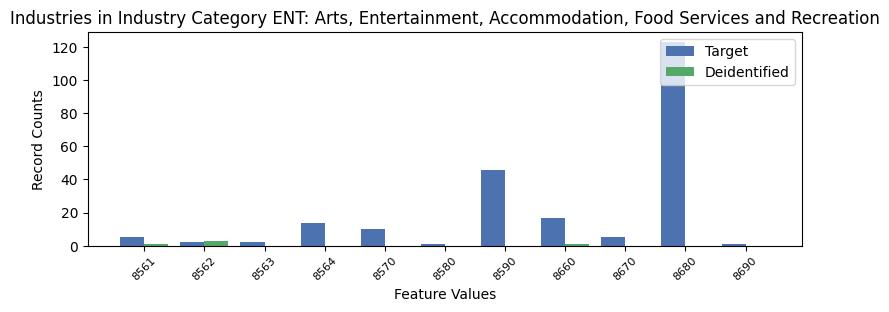 Industries in Industry Category ENT: Arts, Entertainment, Accommodation, Food Services and Recreation
120
100
80
60
40
20
0
Record Counts
Target
Deidentified
8561 8562 8563 8564 8570 8580 8590 8660 8670 8680 8690
Feature Values